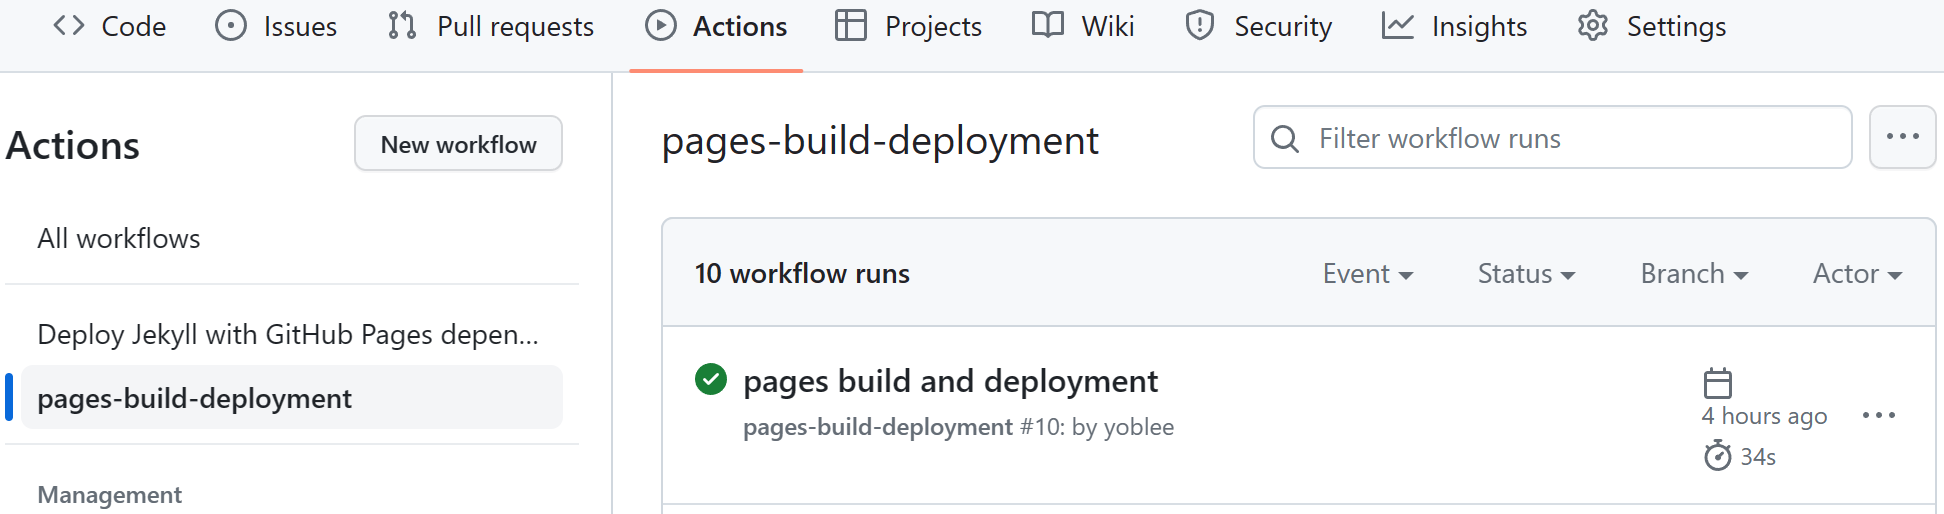 Code Issues Pull requests Actions Projects Wiki Security Insights Settings
Actions
New workflow
All workflows
Deploy Jekyll with GitHub Pages depen...
pages-build-deployment
Management
pages-build-deployment
Filter workflow runs
10 workflow runs
Event Status Branch Actor
pages build and deployment
pages-build-deployment #10: by yoblee
4 hours ago
34s